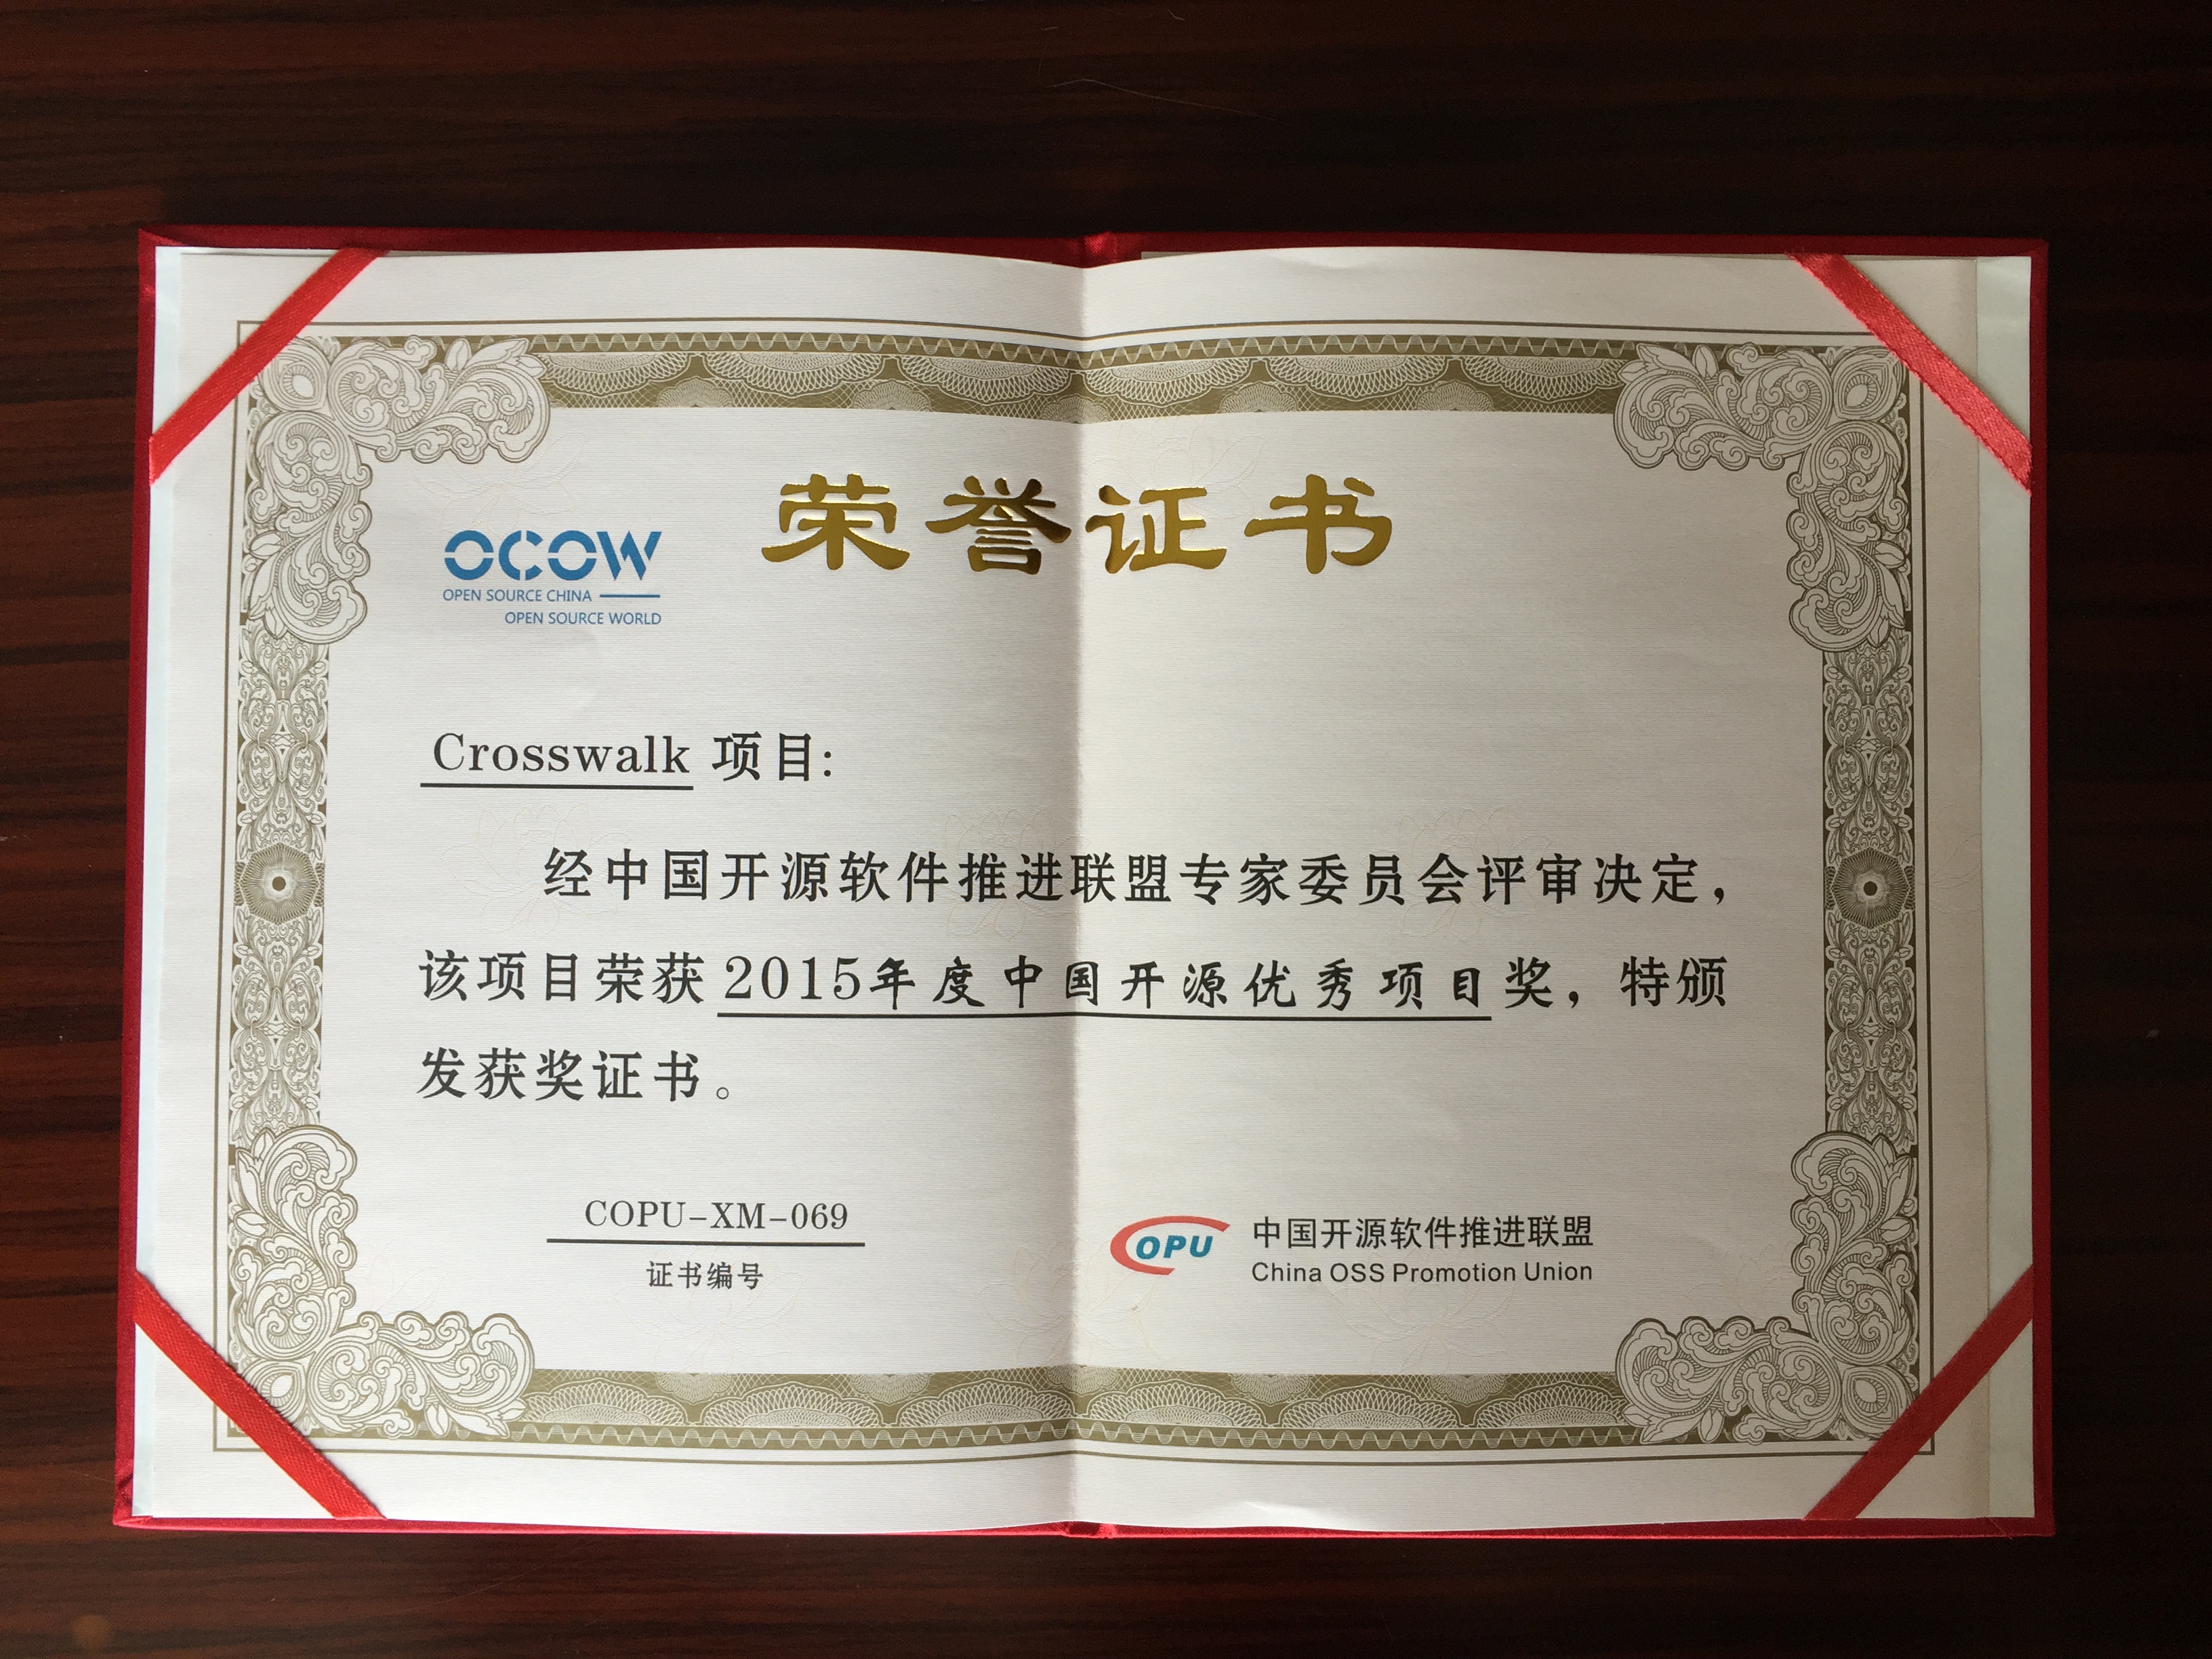 荣誉证书
OCOW
OPEN SOURCE CHINA
OPEN SOURCE WORLD
Crosswalk 项目:
经中国开源软件推进联盟专家委员会评审决定,
该项目荣获2015年度中国开源优秀项目奖,特颁
发获奖证书。
COPU-XM-069
证书编号
COPU
中国开源软件推进联盟
China OSS Promotion Union